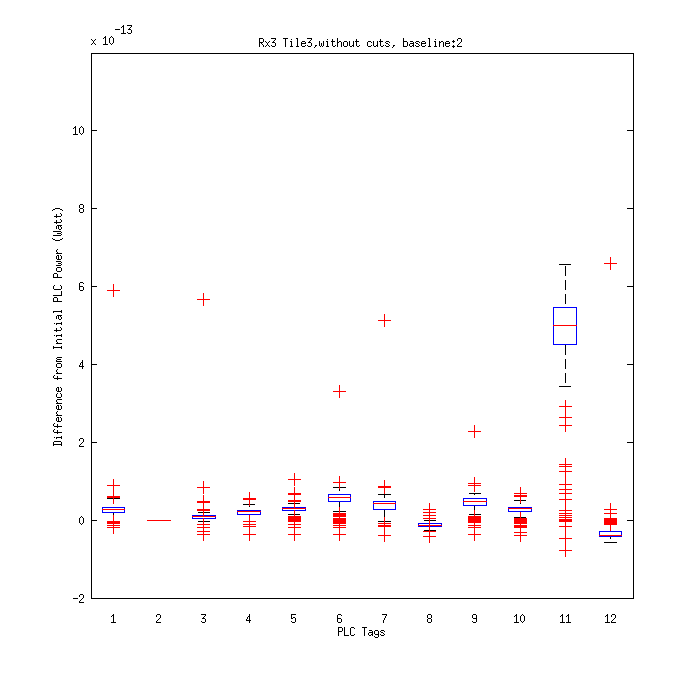 x 10-13
Rx3 Tile3,without cuts, baseline:2
10
8
6
4
2
0
-2
Difference from Initial PLC Power (Watt)
1 2 3 4 5 6 7 8 9 10 11 12
PLC Tags